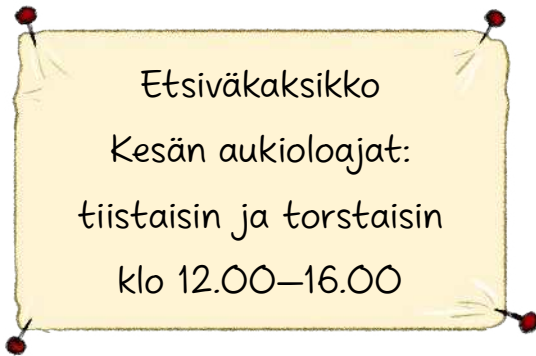 Etsiväkaksikko
Kesän aukioloajat:
tiistaisin ja torstaisin
klo 12.00–16.00